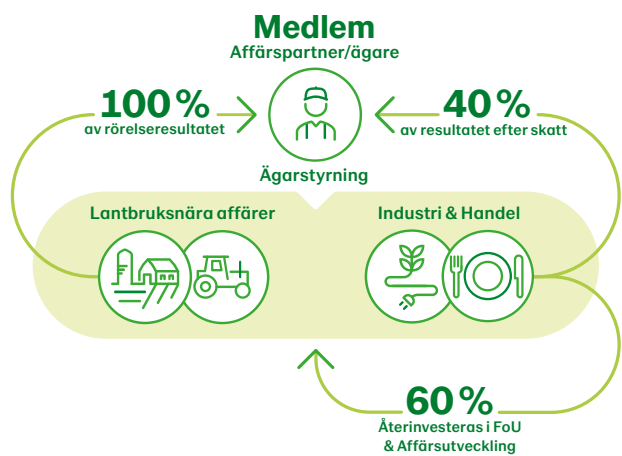 Medlem
Affärspartner/ägare
100 %
av rörelseresultatet
40 %
av resultatet efter skatt
Ägarstyrning
Lantbruksnära affärer
Industri & Handel
60 %
Återinvesteras i FoU
& Affärsutveckling